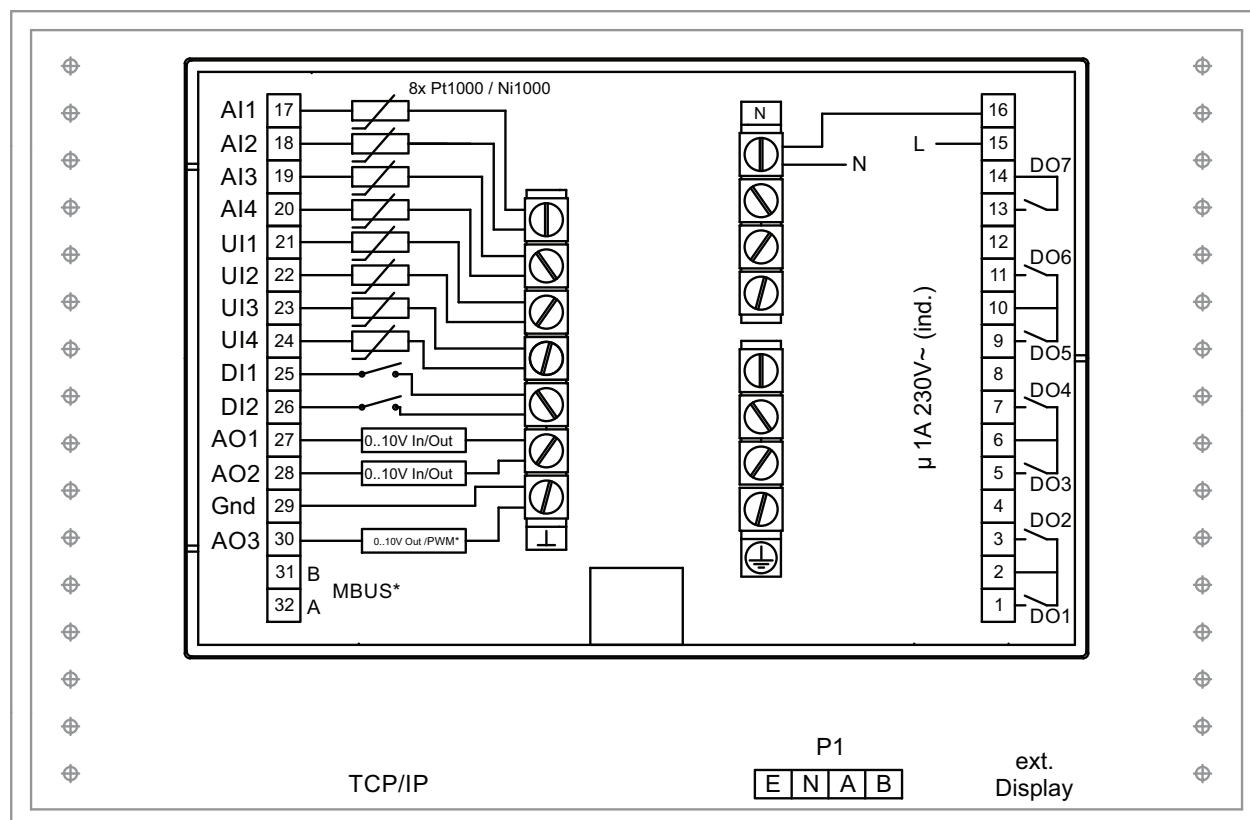 8x Pt1000 / Ni1000
AI1 17
AI2 18
AI3 19
AI4 20
UI1 21
UI2 22
UI3 23
UI4 24
DI1 25
DI2 26
AO1 27 0..10V In/Out
AO2 28 0..10V In/Out
Gnd 29
AO3 30 0..10V Out /PWM*
31 B
MBUS*
32 A
N
N
L
µ 1A 230V~ (ind.)
16
15
14 DO7
13
12
11 DO6
10
9
DO5
8
7 DO4
6
5
DO3
4
3 DO2
2
1
DO1
TCP/IP
P1
E N A B
ext.
Display